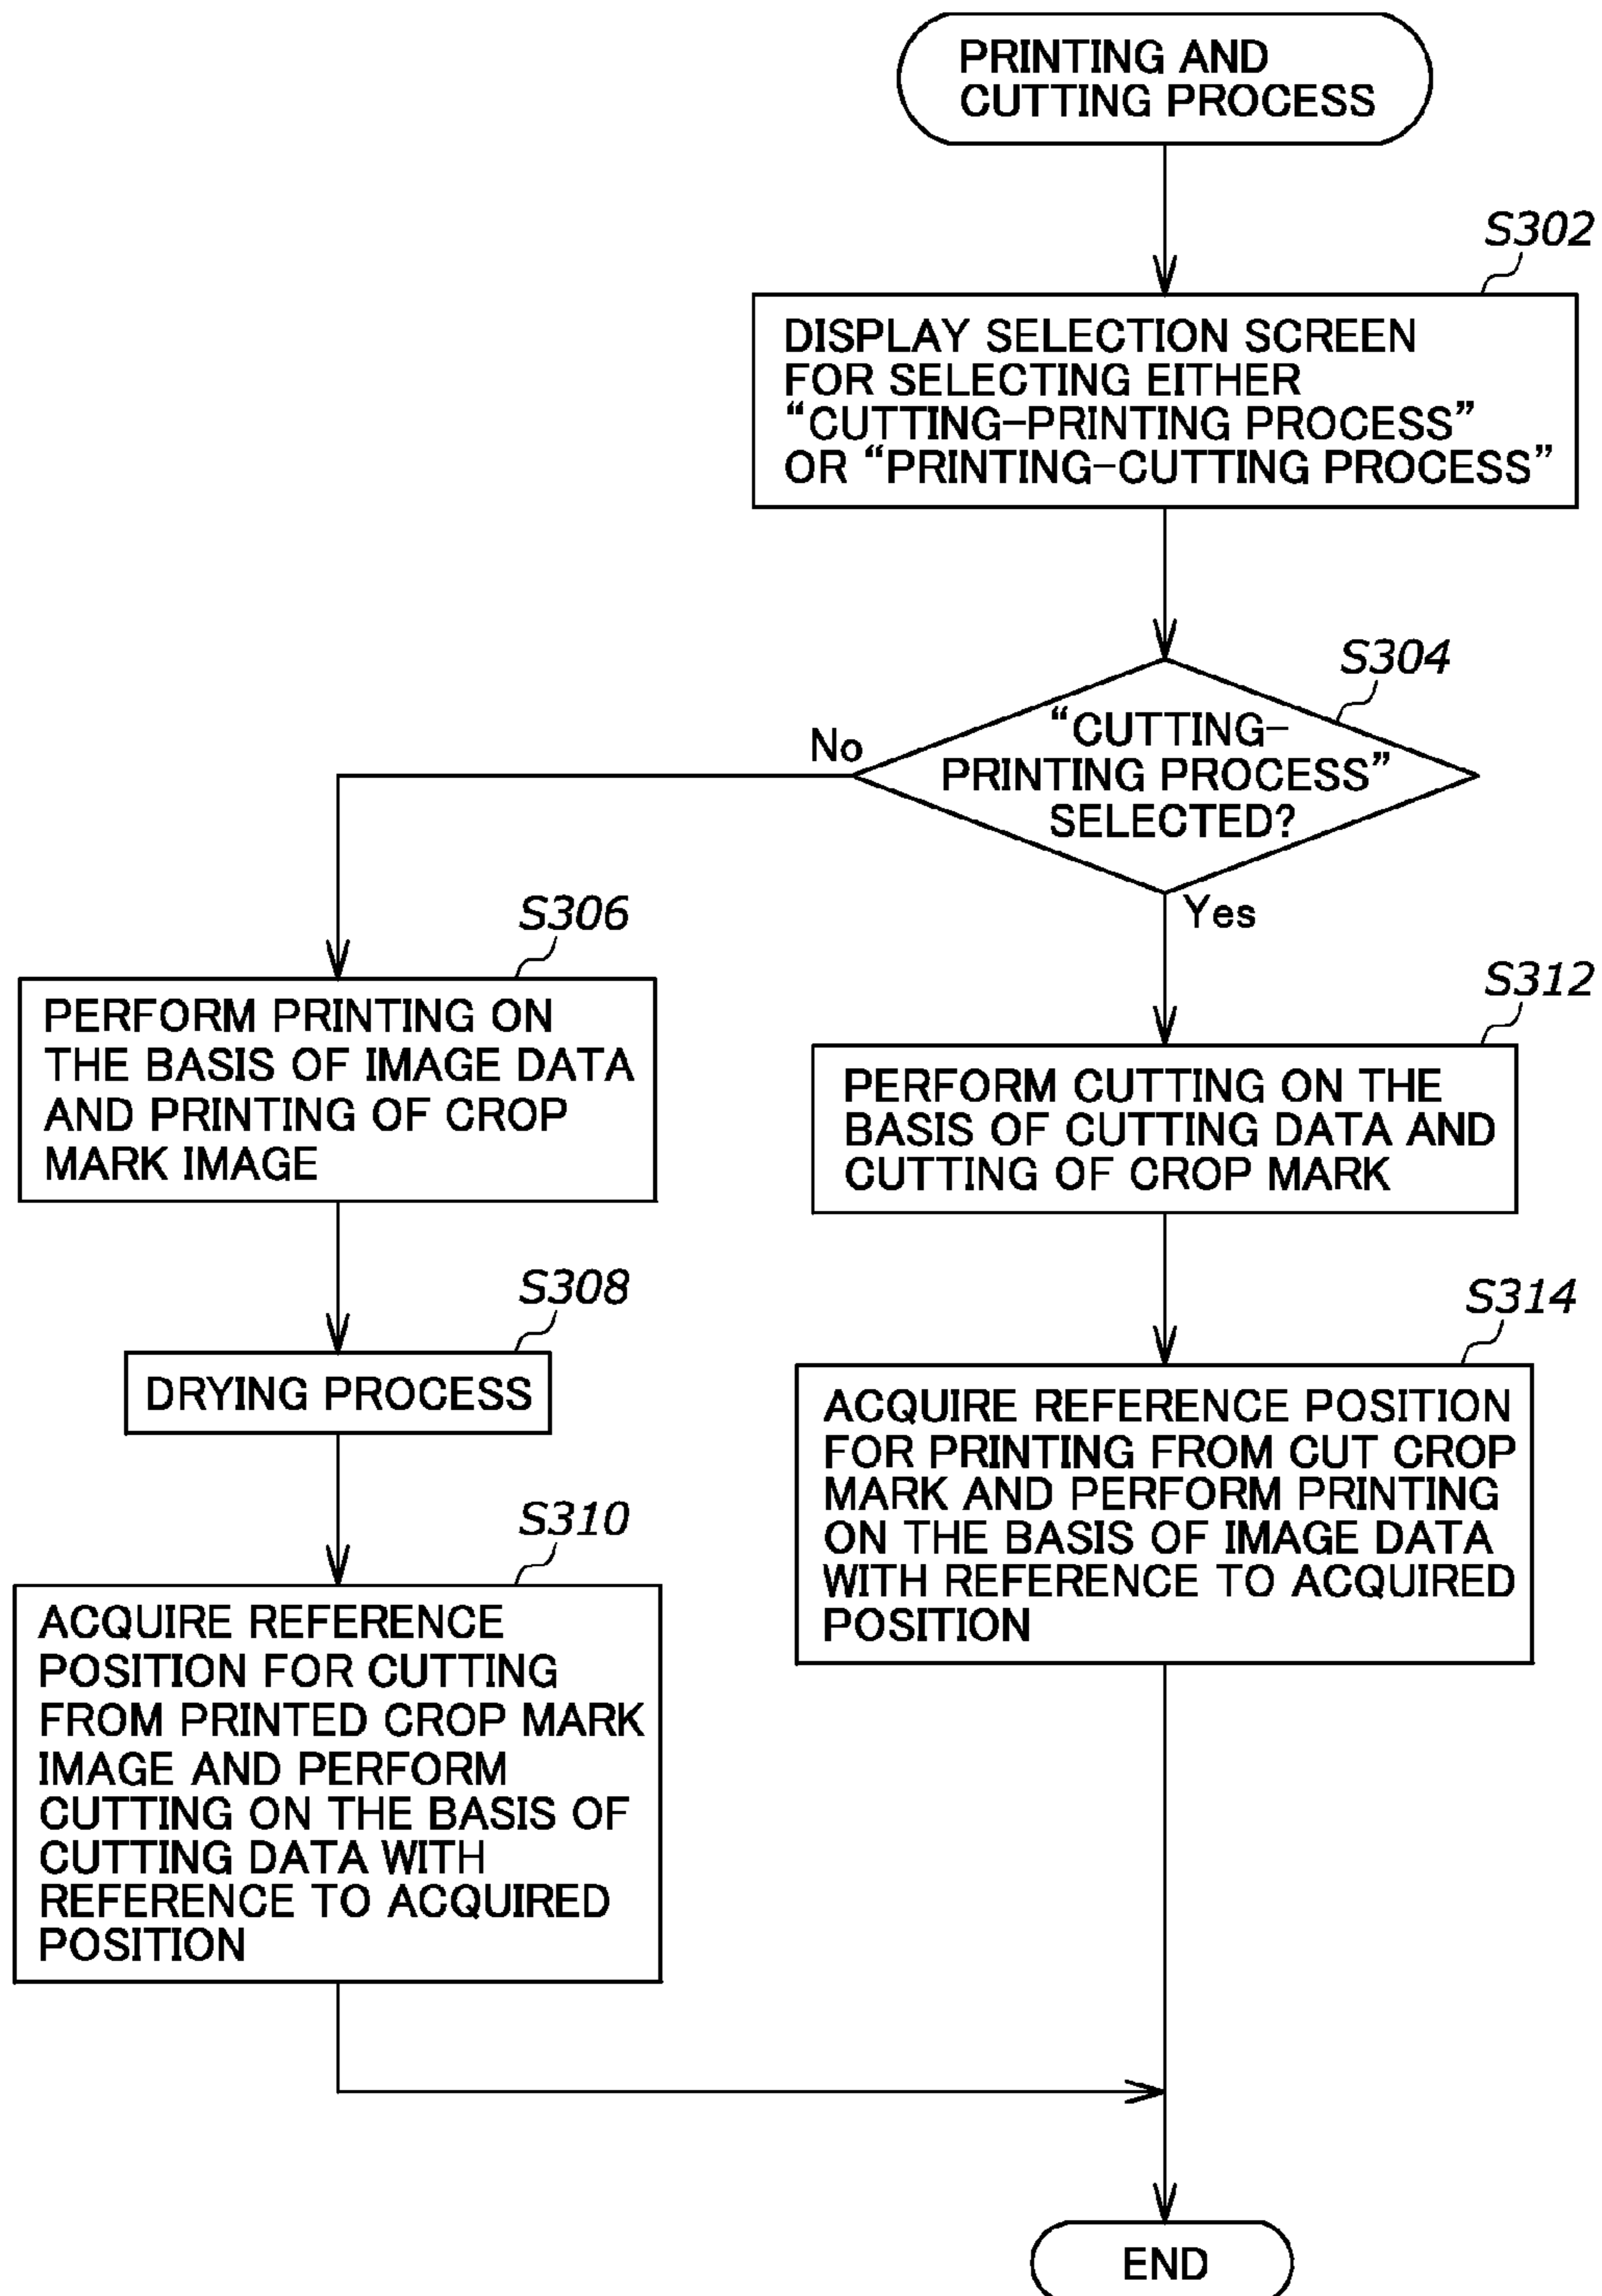 PRINTING AND
CUTTING PROCESS
S302
DISPLAY SELECTION SCREEN
FOR SELECTING EITHER
“CUTTING-PRINTING PROCESS”
OR “PRINTING-CUTTING PROCESS”
S304
“CUTTING-
PRINTING PROCESS”
SELECTED?
No
Yes
S306
PERFORM PRINTING ON
THE BASIS OF IMAGE DATA
AND PRINTING OF CROP
MARK IMAGE
S308
DRYING PROCESS
S310
ACQUIRE REFERENCE
POSITION FOR CUTTING
FROM PRINTED CROP MARK
IMAGE AND PERFORM
CUTTING ON THE BASIS OF
CUTTING DATA WITH
REFERENCE TO ACQUIRED
POSITION
S312
PERFORM CUTTING ON THE
BASIS OF CUTTING DATA AND
CUTTING OF CROP MARK
S314
ACQUIRE REFERENCE POSITION
FOR PRINTING FROM CUT CROP
MARK AND PERFORM PRINTING
ON THE BASIS OF IMAGE DATA
WITH REFERENCE TO ACQUIRED
POSITION
END